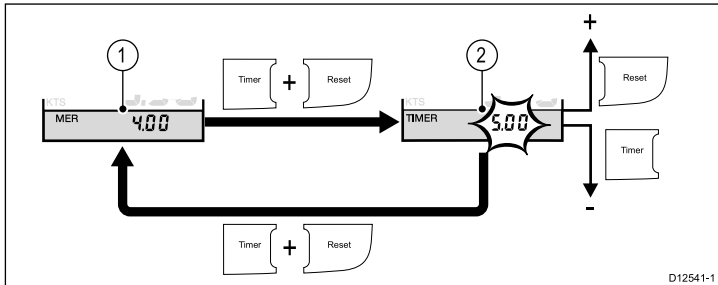 1
2
+
Timer + Reset
Reset
KTS
KTS
MER 4.00
TIMER 5.00
Timer
-
Timer + Reset
D12541-1